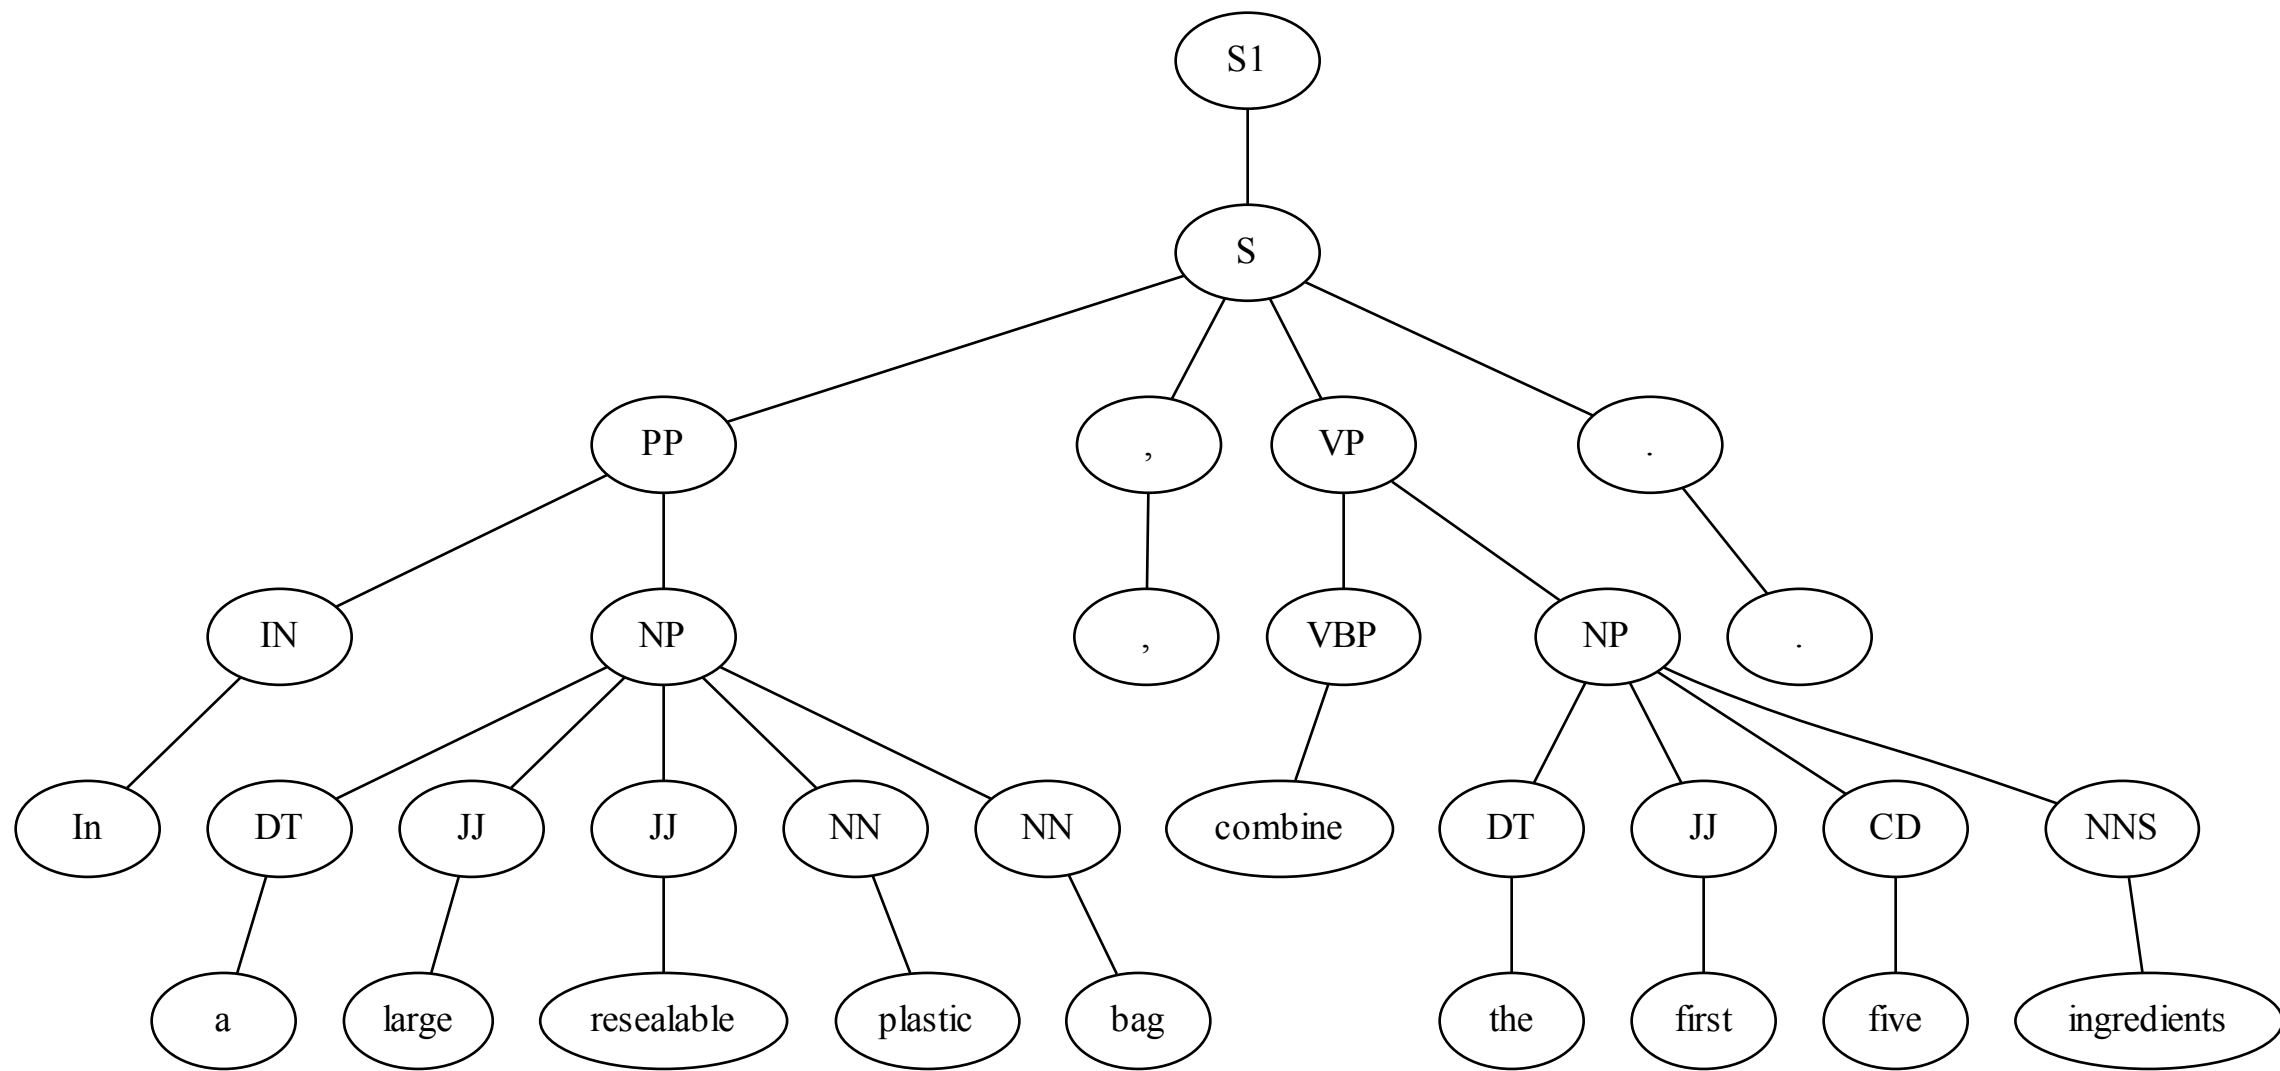 S1
S
PP , VP .
IN NP , VBP NP .
In DT JJ JJ NN NN combine DT JJ CD NNS
a large resealable plastic bag the first five ingredients